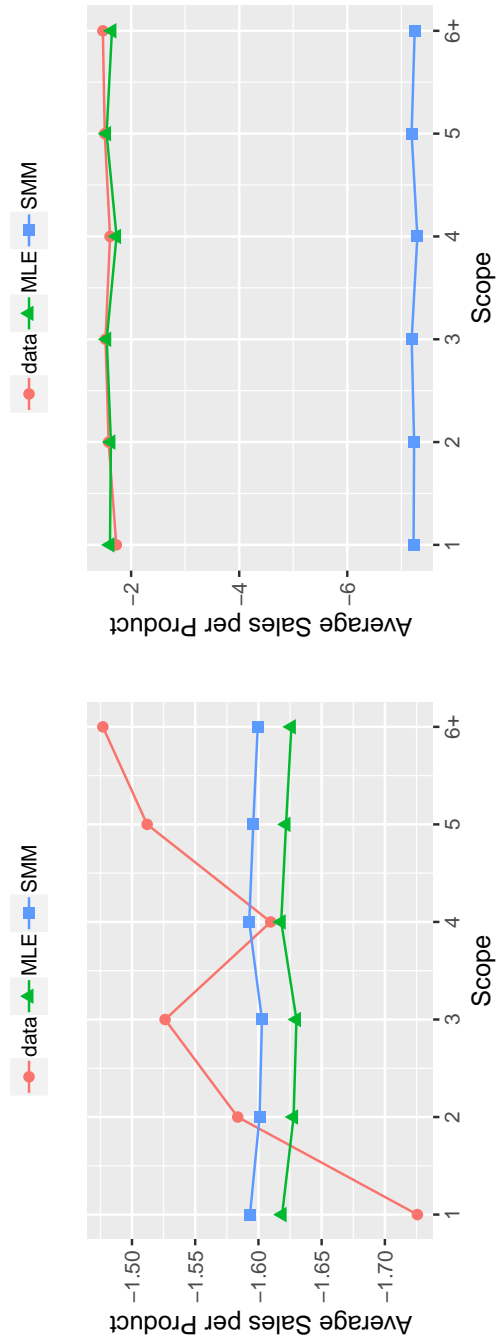 data MLE SMM
Average Sales per Product
−1.50
−1.55
−1.60
−1.65
−1.70
1 2 3 4 5 6+
Scope
data MLE SMM
Average Sales per Product
−2
−4
−6
1 2 3 4 5 6+
Scope